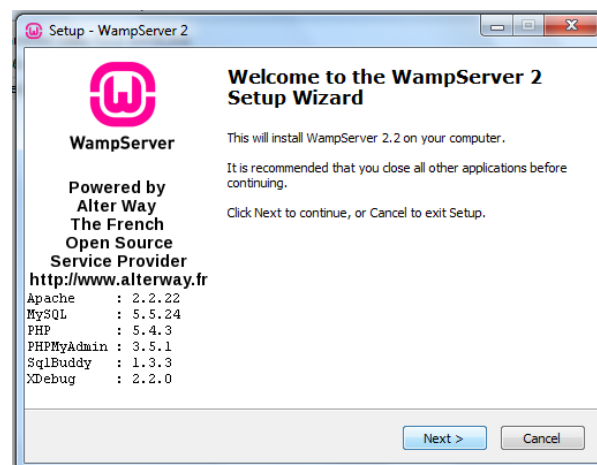 Setup - WampServer 2
WampServer
Powered by
Alter Way
The French
Open Source
Service Provider
http://www.alterway.fr
Apache : 2.2.22
MySQL : 5.5.24
PHP : 5.4.3
PHPMyAdmin : 3.5.1
SqlBuddy : 1.3.3
XDebug : 2.2.0
Welcome to the WampServer 2
Setup Wizard
This will install WampServer 2.2 on your computer.
It is recommended that you close all other applications before
continuing.
Click Next to continue, or Cancel to exit Setup.
Next >
Cancel